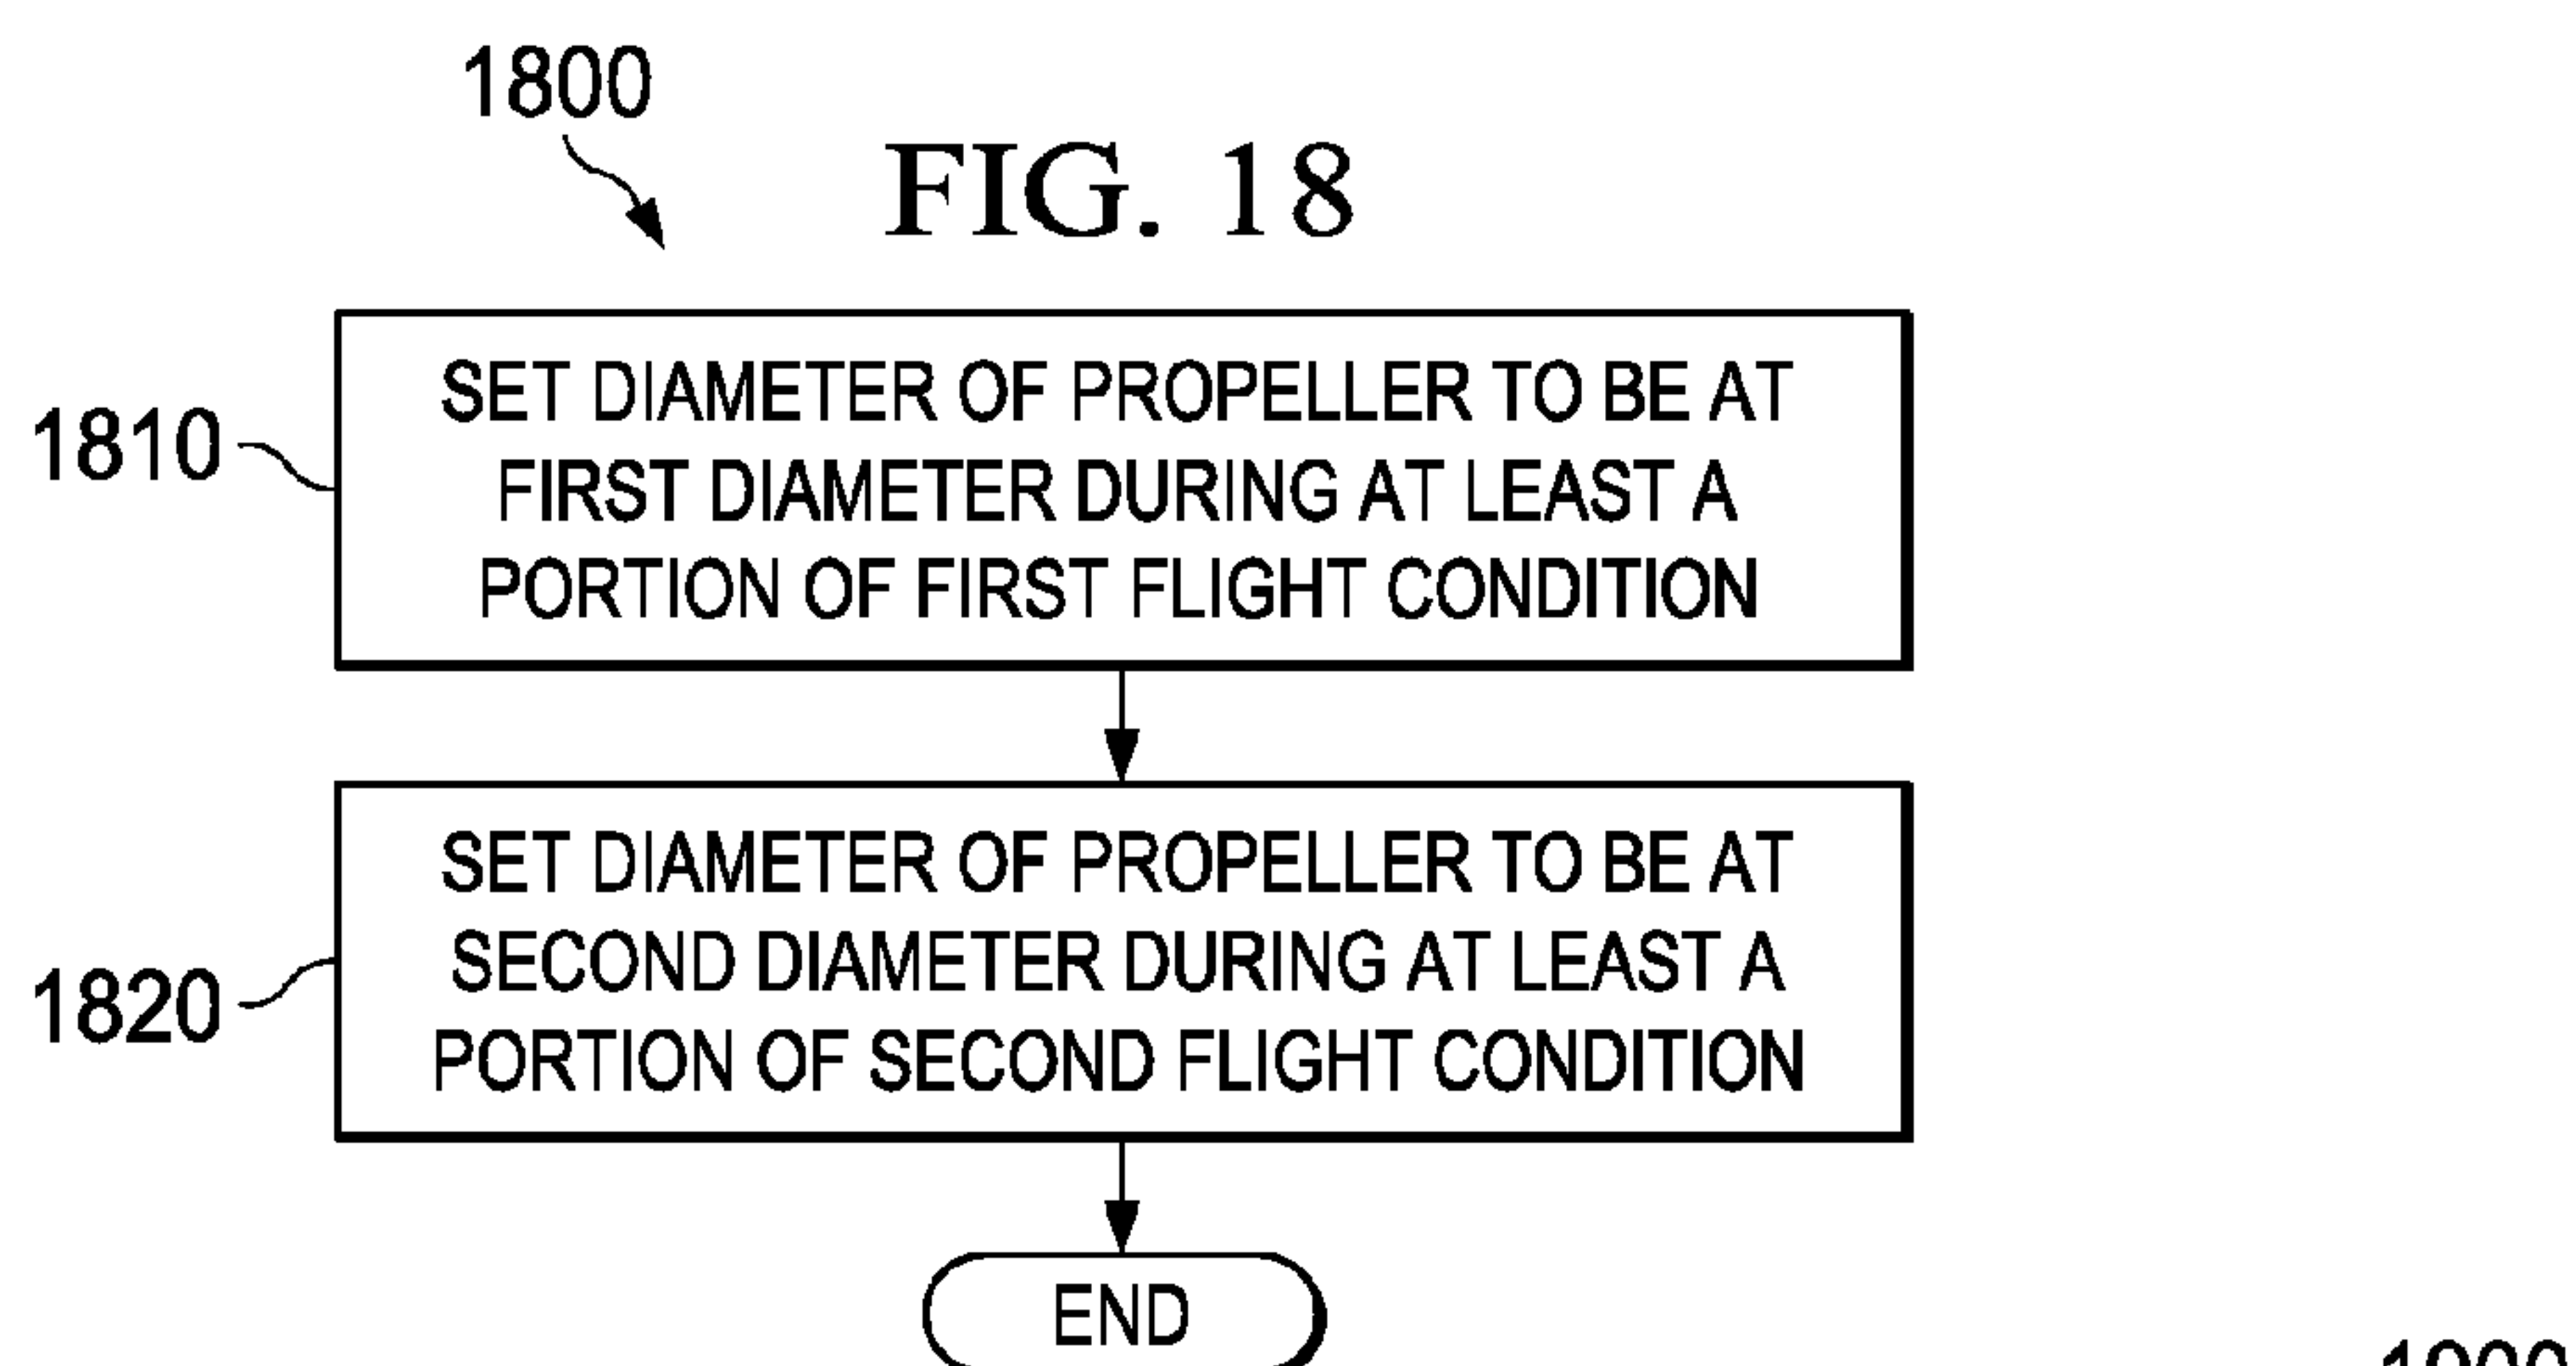 1800
FIG. 18
1810
SET DIAMETER OF PROPELLER TO BE AT
FIRST DIAMETER DURING AT LEAST A
PORTION OF FIRST FLIGHT CONDITION
1820
SET DIAMETER OF PROPELLER TO BE AT
SECOND DIAMETER DURING AT LEAST A
PORTION OF SECOND FLIGHT CONDITION
END